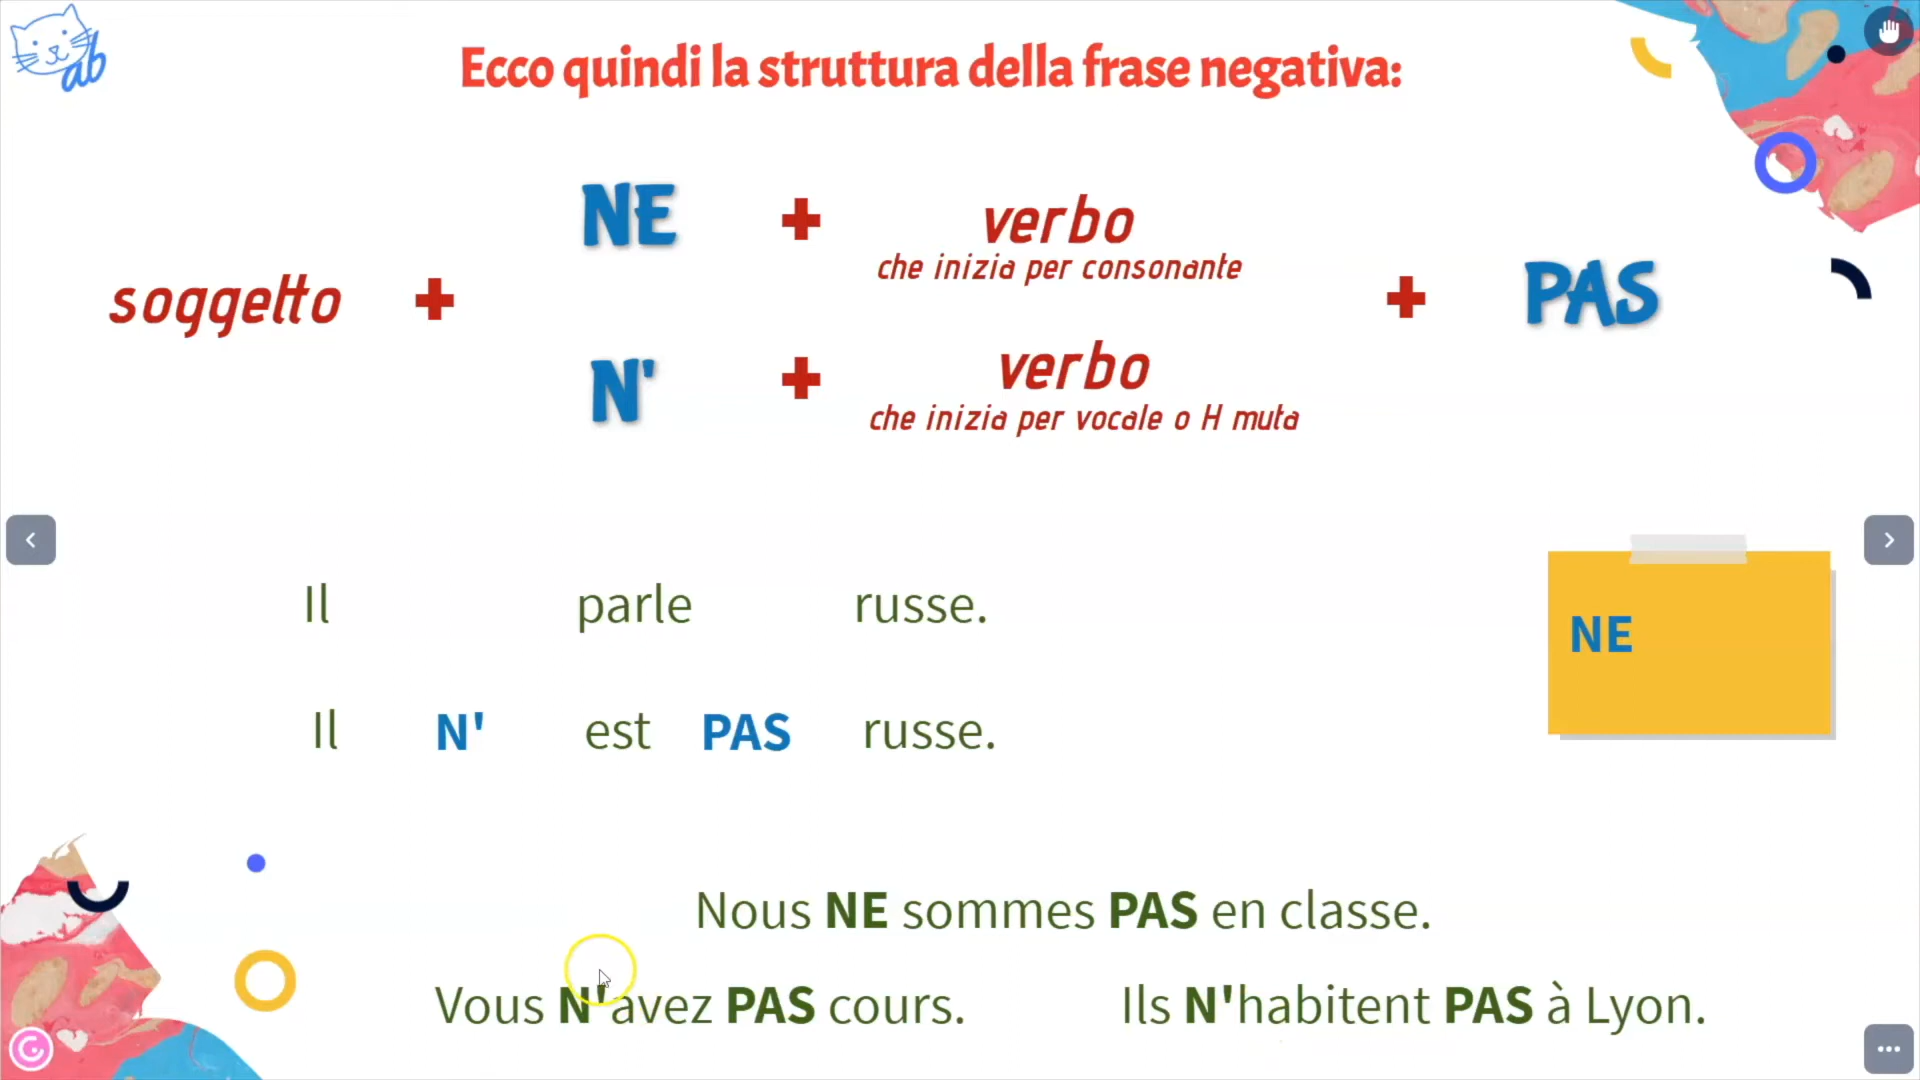 ab
Ecco quindi la struttura della frase negativa:
NE + verbo
che inizia per consonante
soggetto + + PAS
N' + verbo
che inizia per vocale o H muta
Il parle russe.
NE
Il N' est PAS russe.
Nous NE sommes PAS en classe.
Vous N'avez PAS cours. Ils N'habitent PAS à Lyon.